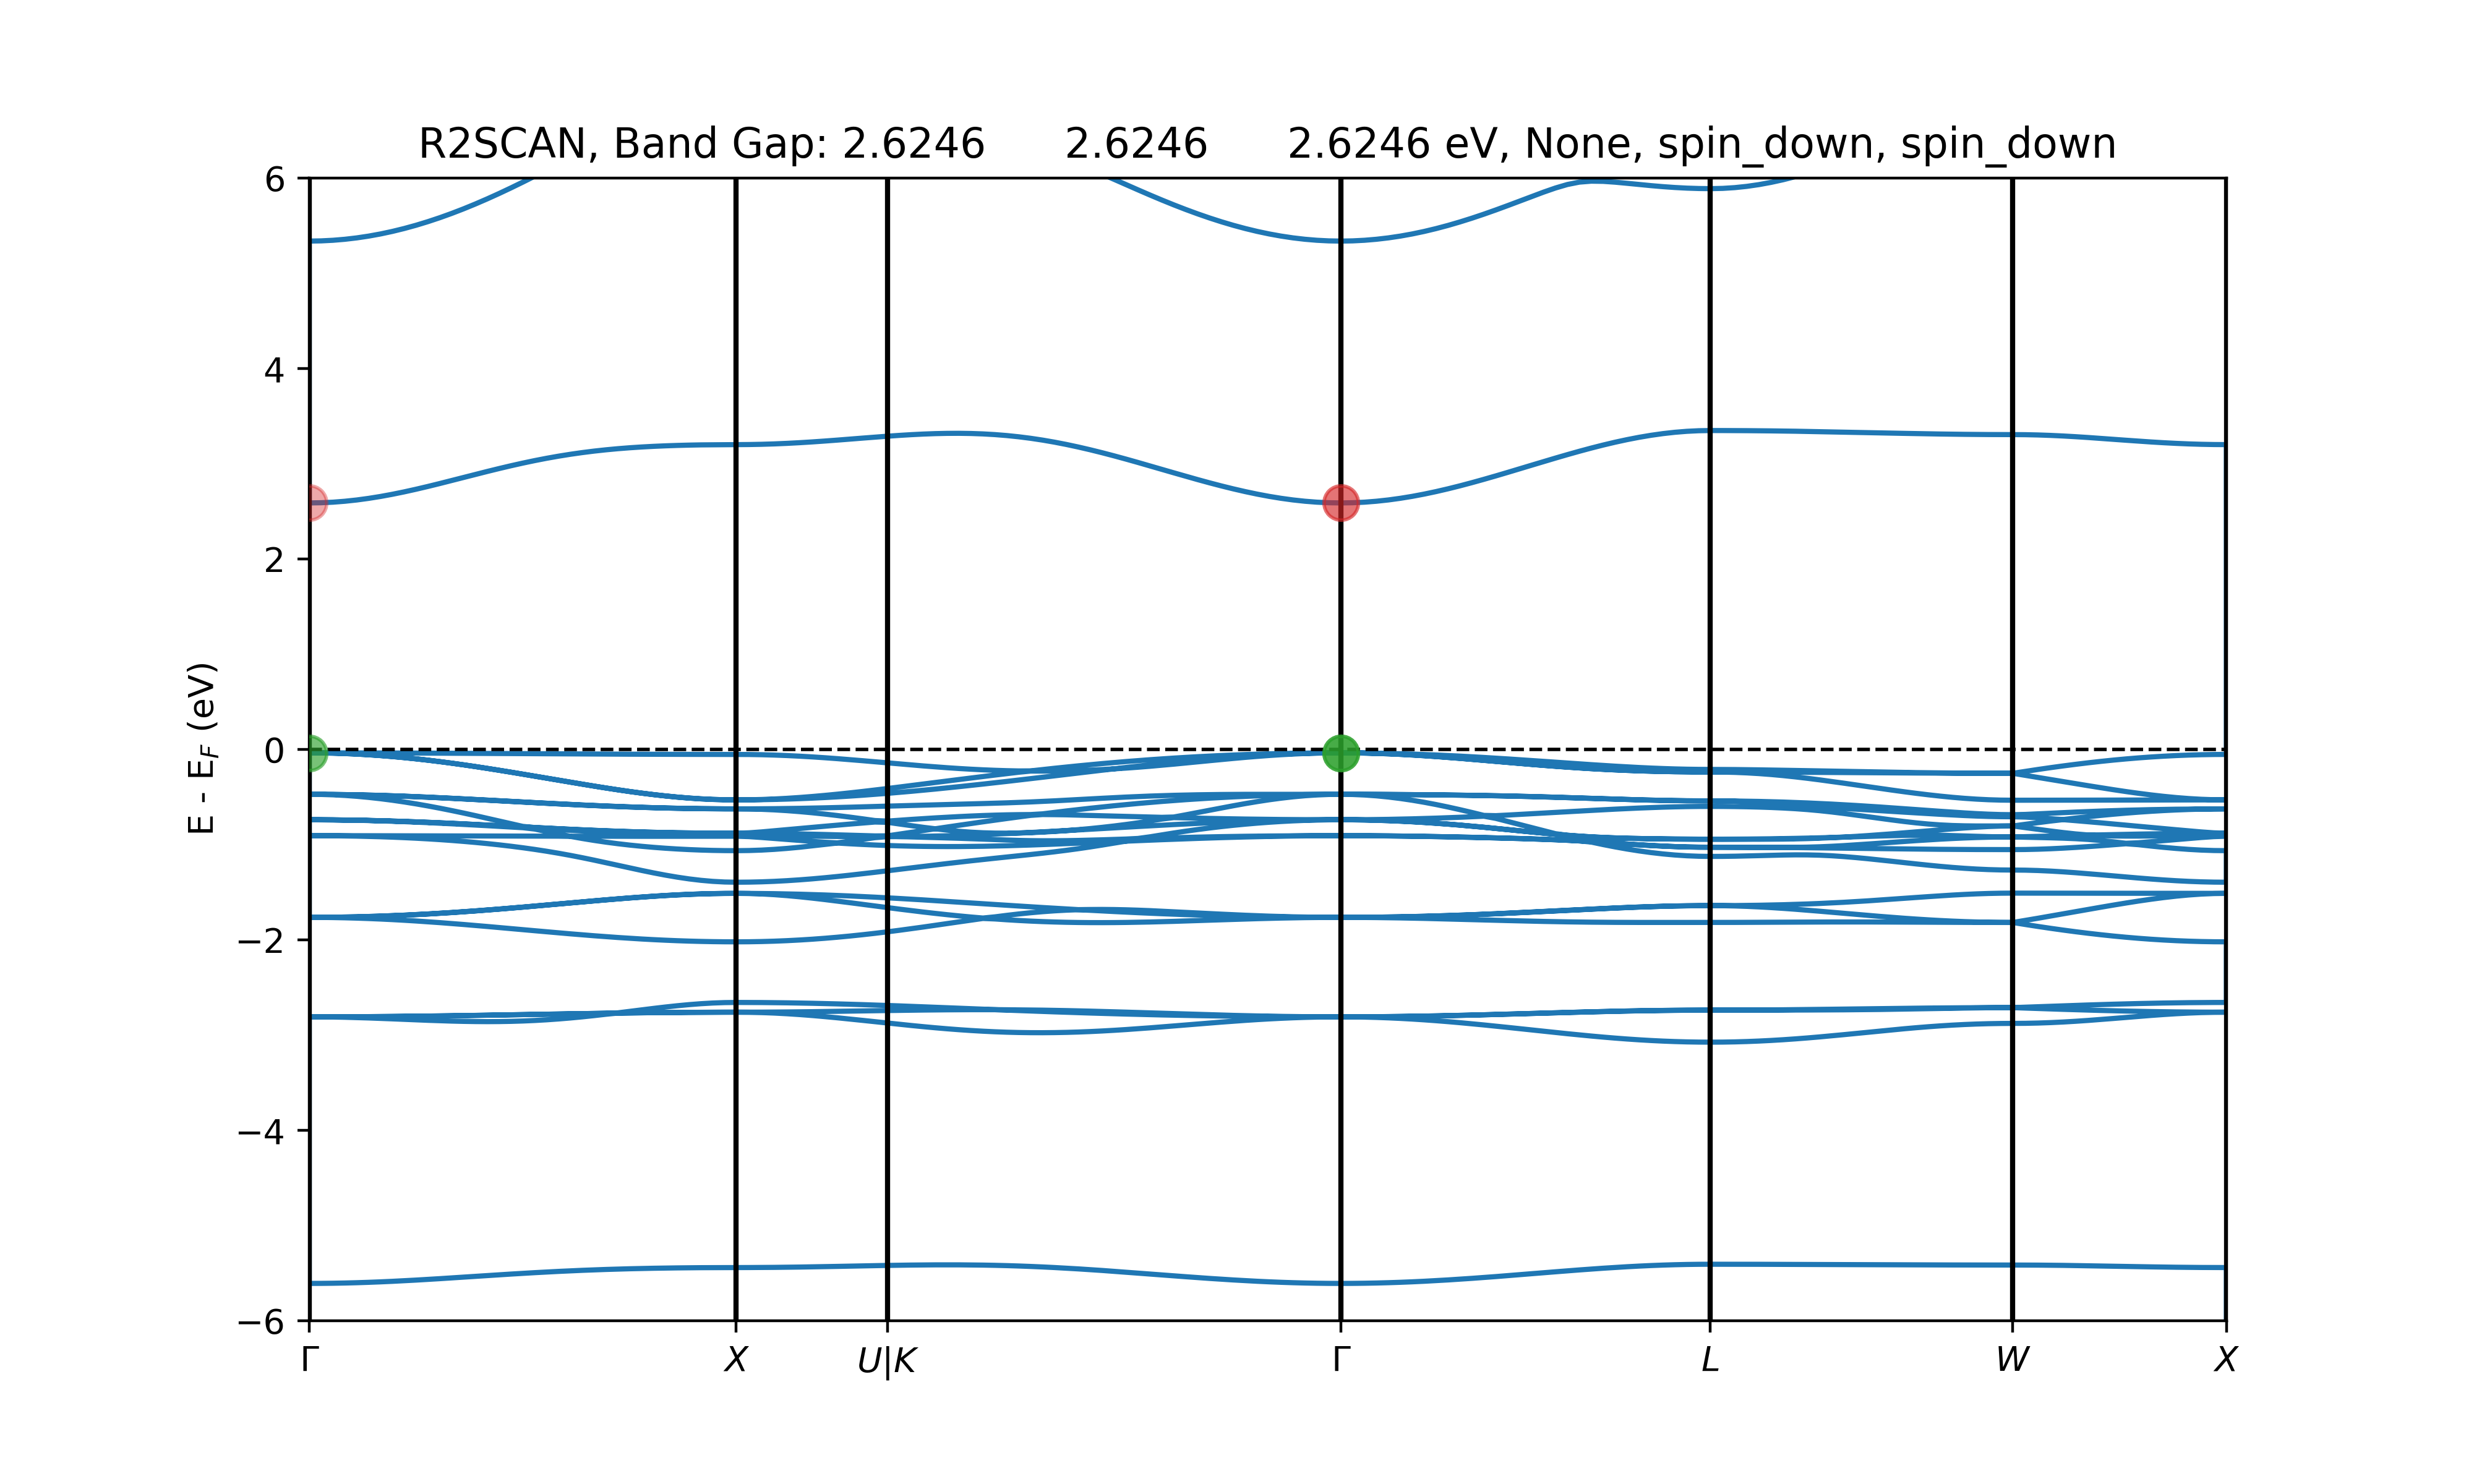 R2SCAN, Band Gap: 2.6246 2.6246 2.6246 eV, None, spin_down, spin_down
E - E_F (eV)
6
4
2
0
−2
−4
−6
Γ X U|K Γ L W X